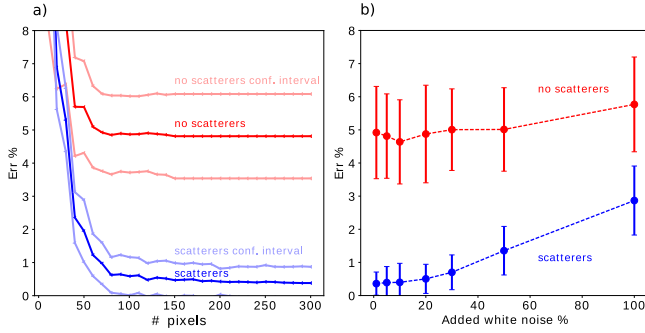 a)
8
7
6
5
4
3
2
1
0
Err %
no scatterers conf. interval
no scatterers
scatterers conf. interval
scatterers
0 50 100 150 200 250 300
# pixels
b)
8
7
6
5
4
3
2
1
0
Err %
no scatterers
scatterers
0 20 40 60 80 100
Added white noise %